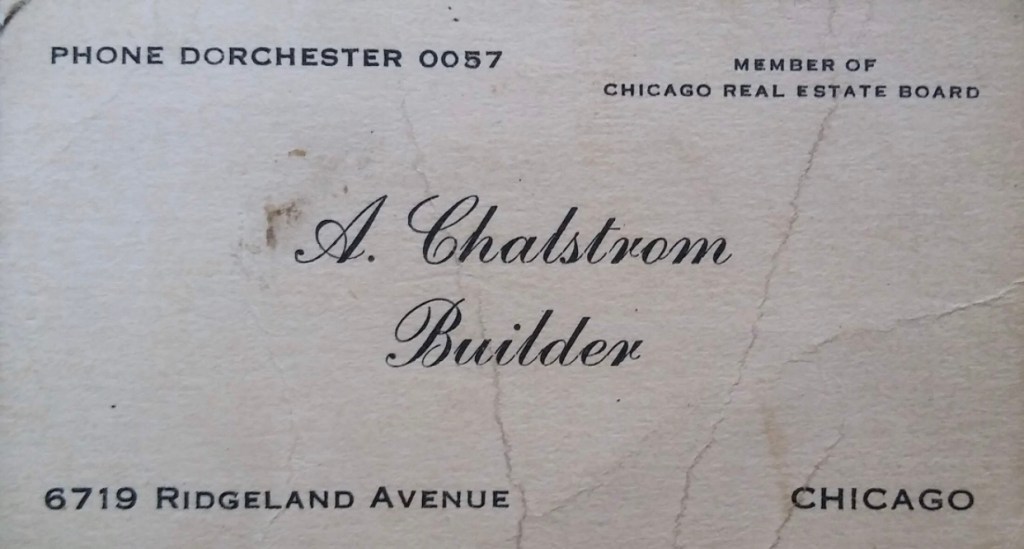 PHONE DORCHESTER 0057
MEMBER OF
CHICAGO REAL ESTATE BOARD
A. Chalstrom
Builder
6719 RIDGELAND AVENUE
CHICAGO